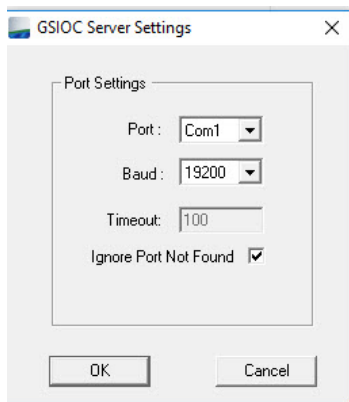 GSIOC Server Settings
Port Settings
Port : Com1
Baud : 19200
Timeout: 100
Ignore Port Not Found
OK Cancel